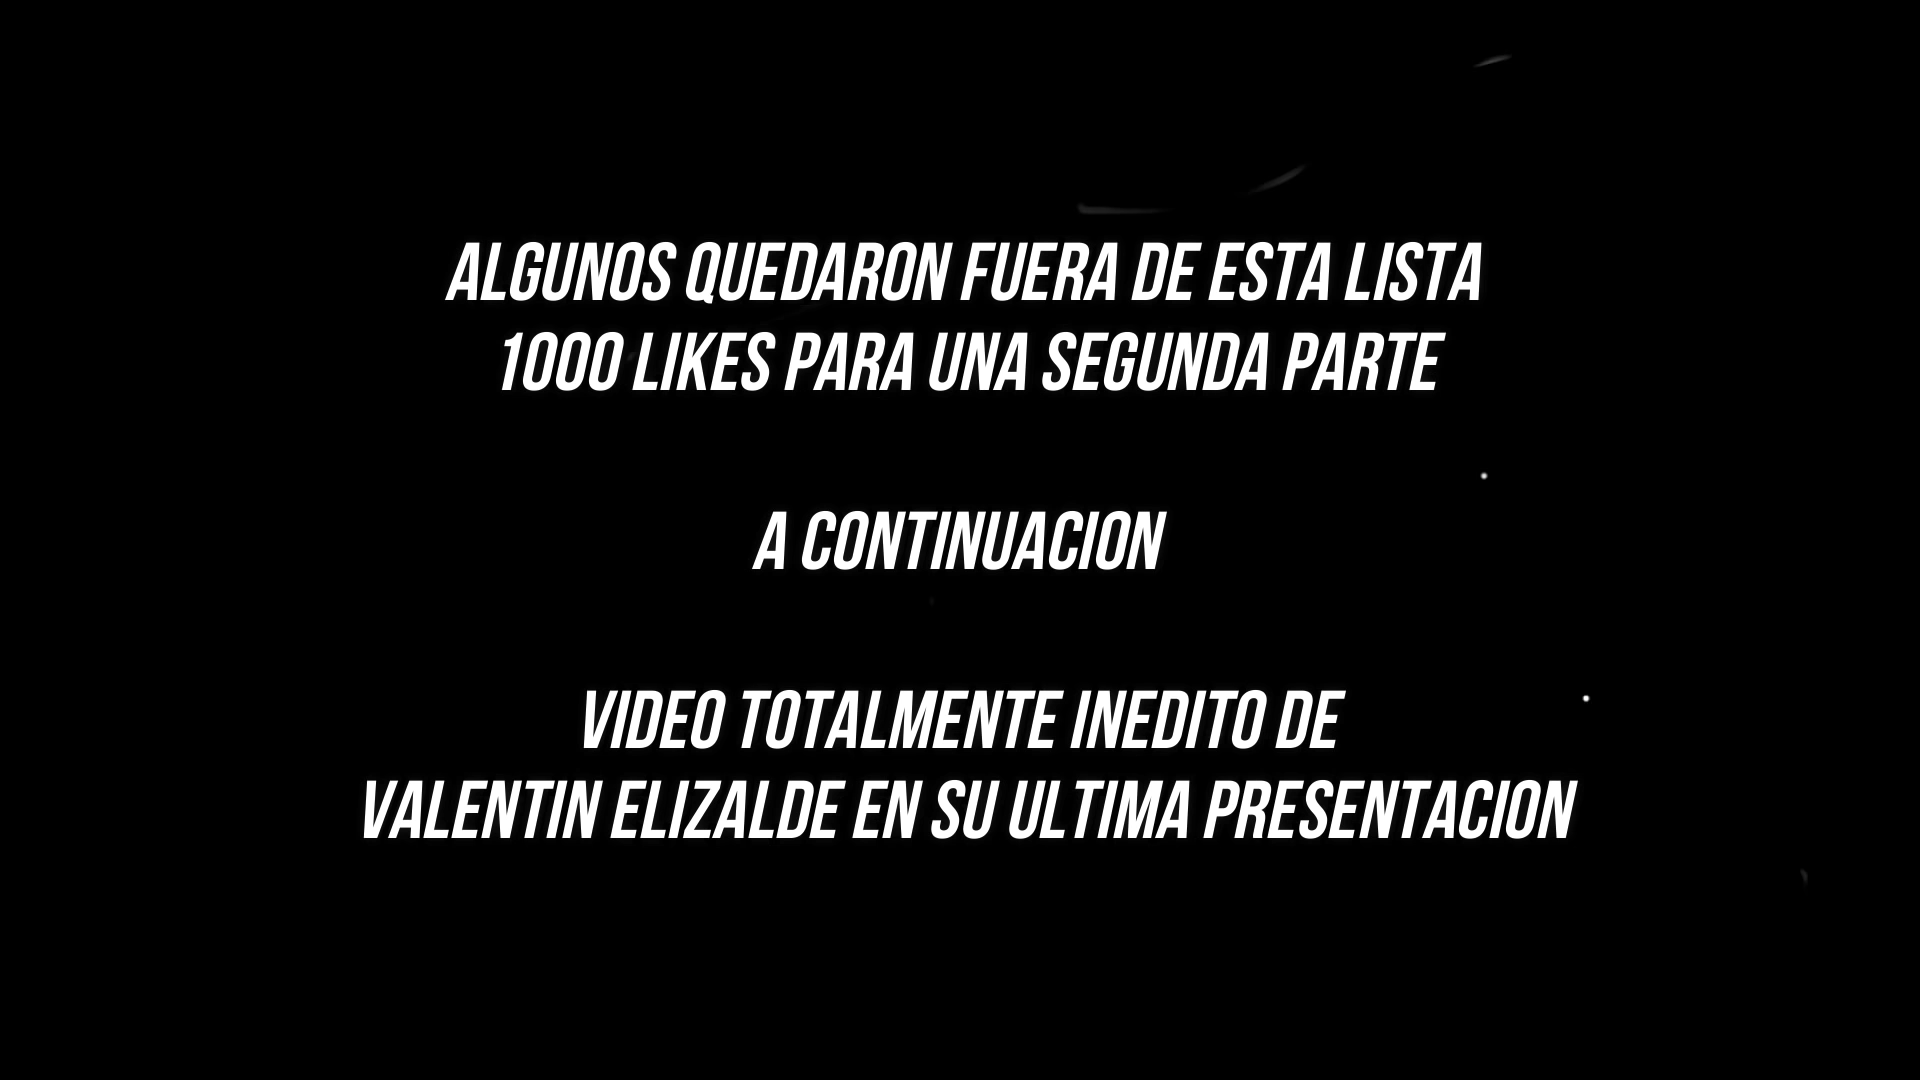 ALGUNOS QUEDARON FUERA DE ESTA LISTA
1000 LIKES PARA UNA SEGUNDA PARTE
A CONTINUACION
VIDEO TOTALMENTE INEDITO DE
VALENTIN ELIZALDE EN SU ULTIMA PRESENTACION